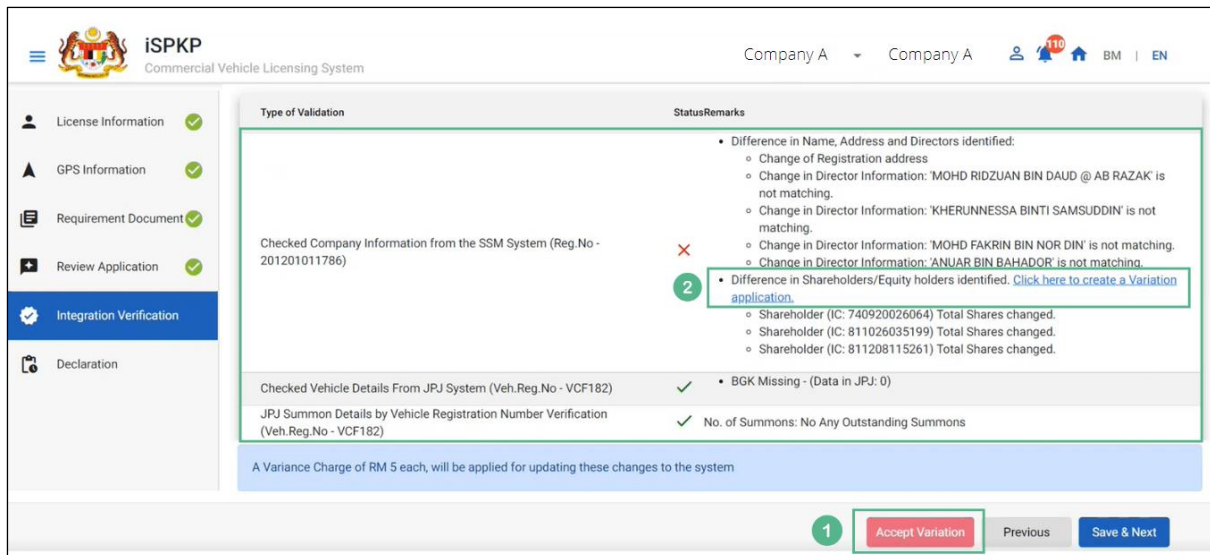 iSPKP
Commercial Vehicle Licensing System
Company A
Company A
110
BM | EN
License Information
GPS Information
Requirement Document
Review Application
Integration Verification
Declaration
Type of Validation
StatusRemarks
Checked Company Information from the SSM System (Reg.No -
201201011786)
• Difference in Name, Address and Directors identified:
○ Change of Registration address
○ Change in Director Information: 'MOHD RIDZUAN BIN DAUD @ AB RAZAK' is
not matching.
○ Change in Director Information: 'KHERUNNESSA BINTI SAMSUDDIN' is not
matching.
○ Change in Director Information: 'MOHD FAKRIN BIN NOR DIN' is not matching.
○ Change in Director Information: 'ANUAR BIN BAHADOR' is not matching.
2
• Difference in Shareholders/Equity holders identified. Click here to create a Variation
application.
○ Shareholder (IC: 740920026064) Total Shares changed.
○ Shareholder (IC: 811026035199) Total Shares changed.
○ Shareholder (IC: 811208115261) Total Shares changed.
Checked Vehicle Details From JPJ System (Veh.Reg.No - VCF182)
• BGK Missing - (Data in JPJ: 0)
JPJ Summon Details by Vehicle Registration Number Verification
(Veh.Reg.No - VCF182)
No. of Summons: No Any Outstanding Summons
A Variance Charge of RM 5 each, will be applied for updating these changes to the system
1
Accept Variation
Previous
Save & Next